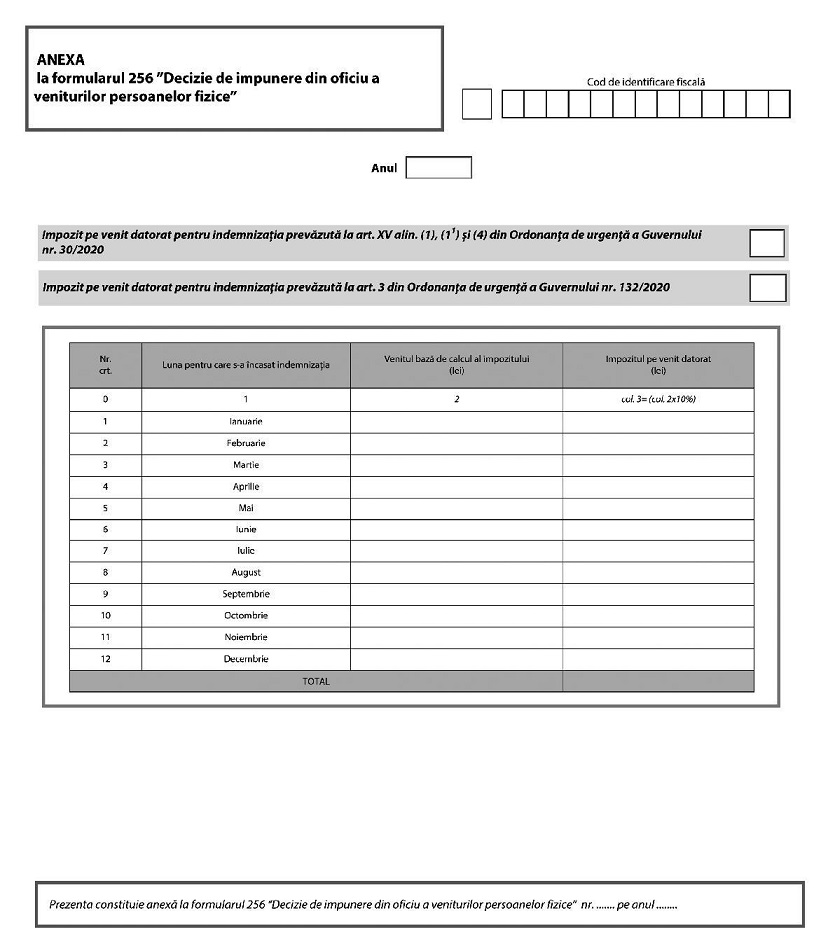 ANEXA
la formularul 256 ”Decizie de impunere din oficiu a
veniturilor persoanelor fizice”
Cod de identificare fiscală
Anul
Impozit pe venit datorat pentru indemnizația prevăzută la art. XV alin. (1), (1¹) și (4) din Ordonanța de urgență a Guvernului
nr. 30/2020
Impozit pe venit datorat pentru indemnizația prevăzută la art. 3 din Ordonanța de urgență a Guvernului nr. 132/2020
Nr. crt. Luna pentru care s-a încasat indemnizația Venitul bază de calcul al impozitului (lei) Impozitul pe venit datorat (lei)
0 1 2 col. 3= (col. 2x10%)
1 Ianuarie
2 Februarie
3 Martie
4 Aprilie
5 Mai
6 Iunie
7 Iulie
8 August
9 Septembrie
10 Octombrie
11 Noiembrie
12 Decembrie
TOTAL
Prezenta constituie anexă la formularul 256 ”Decizie de impunere din oficiu a veniturilor persoanelor fizice” nr. ....... pe anul ........